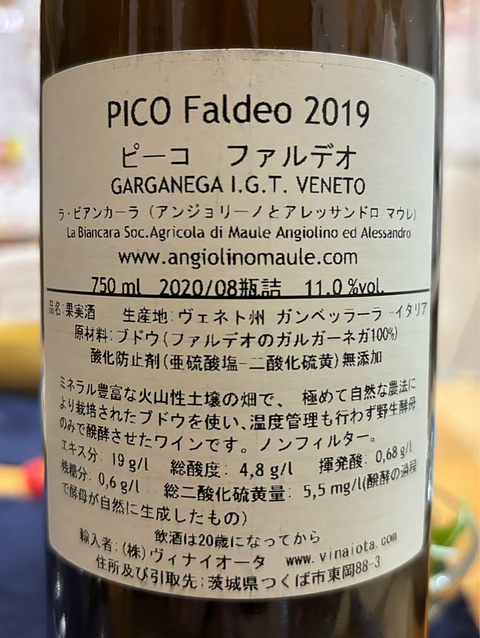 PICO Faldeo 2019
ピーコ ファルデオ
GARGANEGA I.G.T. VENETO
ラ・ビアンカーラ (アンジョリーノとアレッサンドロ マウレ)
La Biancara Soc.Agricola di Maule Angiolino ed Alessandro
www.angiolinomaule.com
750 ml 2020/08瓶詰 11.0 %vol.
品名:果実酒 生産地: ヴェネト州 ガンベッラーラ -イタリア
原材料: ブドウ(ファルデオのガルガーネガ100%)
酸化防止剤(亜硫酸塩-二酸化硫黄)無添加
ミネラル豊富な火山性土壌の畑で、 極めて自然な農法に
より栽培されたブドウを使い、温度管理も行わず野生酵母
のみで醗酵させたワインです。ノンフィルター。
エキス分: 19 g/l 総酸度: 4,8 g/l 揮発酸: 0,68 g/l
残糖分: 0,6 g/l 総二酸化硫黄量: 5,5 mg/l(醗酵の過程
で酵母が自然に生成したもの)
飲酒は20歳になってから
輸入者: (株) ヴィナイオータ www.vinaiota.com
住所及び引取先: 茨城県つくば市東岡88-3